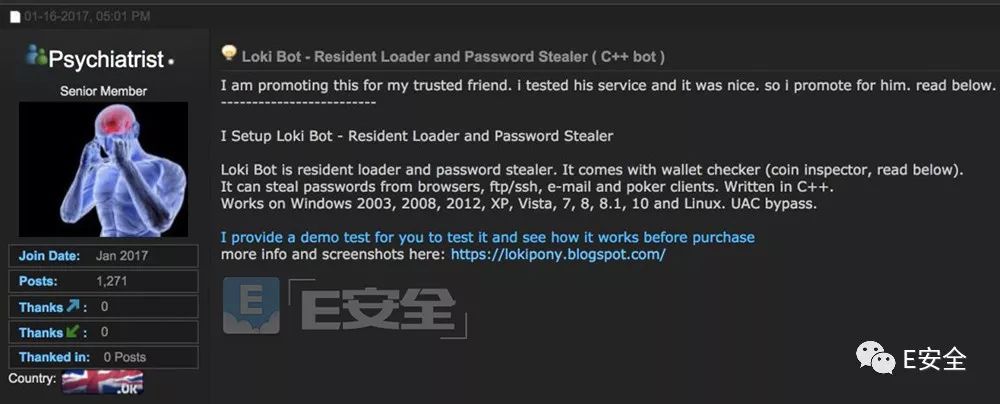 01-16-2017, 05:01 PM
Psychiatrist
Senior Member
Join Date: Jan 2017
Posts: 1,271
Thanks : 0
Thanks : 0
Thanked in: 0 Posts
Country: .UK
Loki Bot - Resident Loader and Password Stealer ( C++ bot )
I am promoting this for my trusted friend. i tested his service and it was nice. so i promote for him. read below.
-------------------------
I Setup Loki Bot - Resident Loader and Password Stealer
Loki Bot is resident loader and password stealer. It comes with wallet checker (coin inspector, read below).
It can steal passwords from browsers, ftp/ssh, e-mail and poker clients. Written in C++.
Works on Windows 2003, 2008, 2012, XP, Vista, 7, 8, 8.1, 10 and Linux. UAC bypass.
I provide a demo test for you to test it and see how it works before purchase
more info and screenshots here: https://lokipony.blogspot.com/
E
E安全
E安全